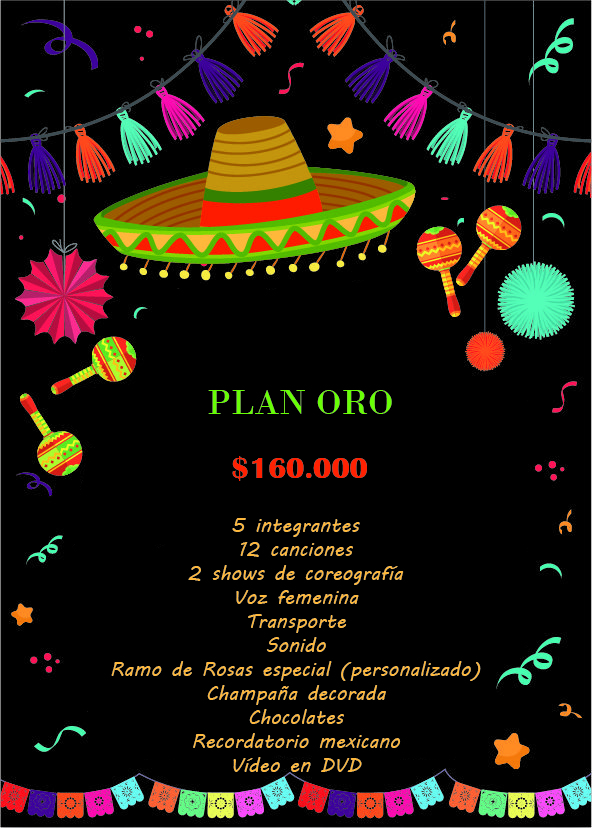 PLAN ORO
$160.000
5 integrantes
12 canciones
2 shows de coreografía
Voz femenina
Transporte
Sonido
Ramo de Rosas especial (personalizado)
Champaña decorada
Chocolates
Recordatorio mexicano
Vídeo en DVD